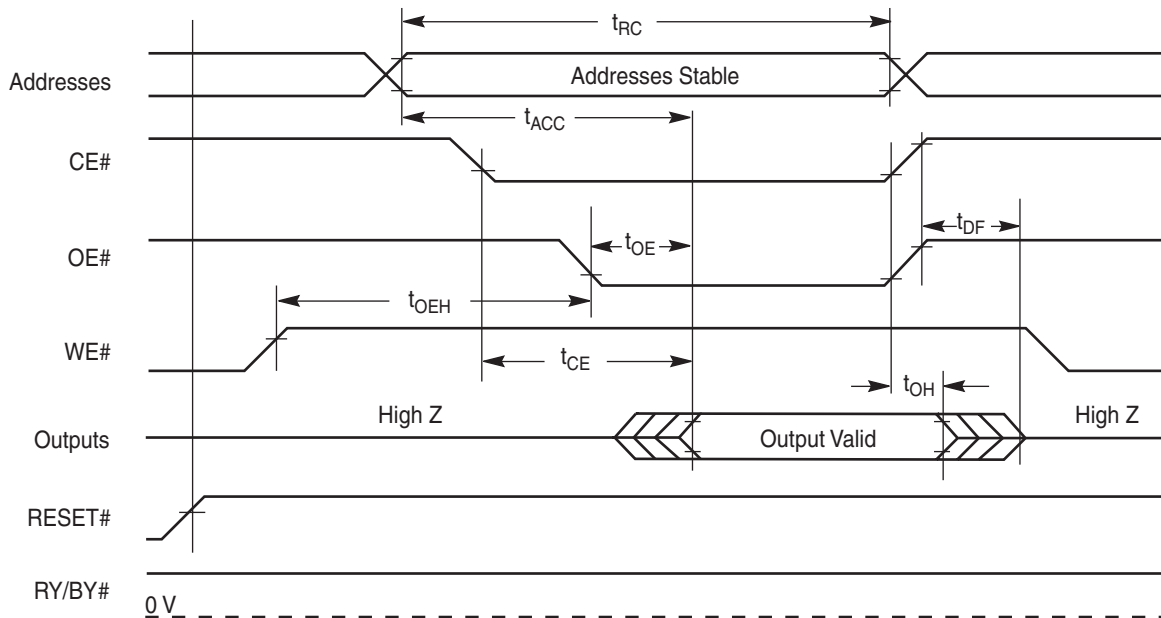 tRC
Addresses
Addresses Stable
tACC
CE#
tDF
tOE
OE#
tOEH
WE#
tCE
tOH
High Z
High Z
Outputs
Output Valid
RESET#
RY/BY#
0 V